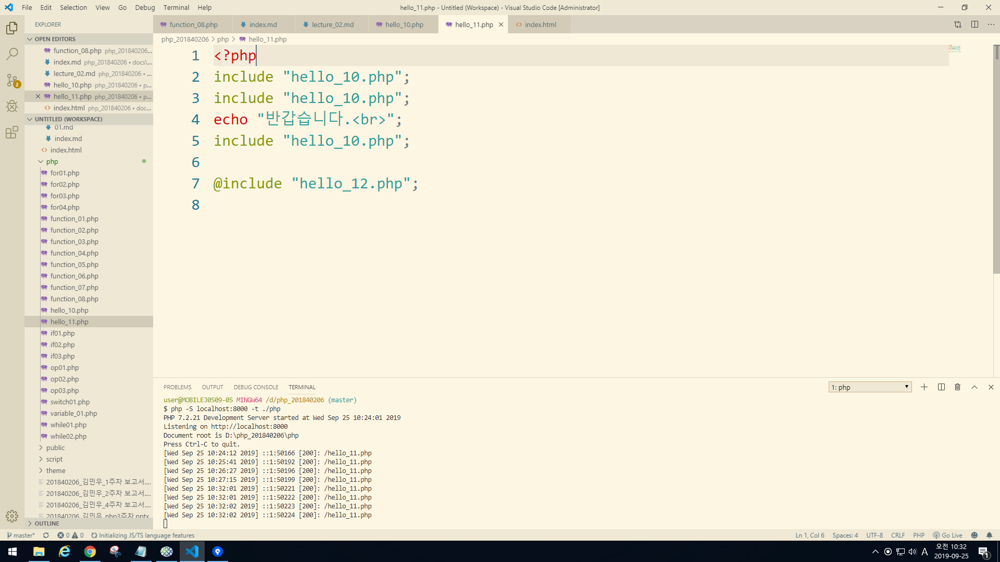 File Edit Selection View Go Debug Terminal Help
hello_11.php - Untitled (Workspace) - Visual Studio Code [Administrator]
EXPLORER
OPEN EDITORS
function_08.php php_201840206...
index.md php_201840206 • docs\...
lecture_02.md php_201840206 • ...
hello_10.php php_201840206 • p...
hello_11.php php_201840206 • p...
index.html php_201840206 • doc...
UNTITLED (WORKSPACE)
01.md
index.md
index.html
php
for01.php
for02.php
for03.php
for04.php
function_01.php
function_02.php
function_03.php
function_04.php
function_05.php
function_06.php
function_07.php
function_08.php
hello_10.php
hello_11.php
if01.php
if02.php
if03.php
op01.php
op02.php
op03.php
switch01.php
variable_01.php
while01.php
while02.php
public
script
theme
201840206_김민우_1주차 보고서....
201840206_김민우_2주차 보고서....
201840206_김민우_4주차 보고서....
201840206_김민우_php3주차.pptx
OUTLINE
function_08.php index.md lecture_02.md hello_10.php hello_11.php index.html
php_201840206 > php > hello_11.php
1 <?php
2 include "hello_10.php";
3 include "hello_10.php";
4 echo "반갑습니다.<br>";
5 include "hello_10.php";
6
7 @include "hello_12.php";
8
PROBLEMS OUTPUT DEBUG CONSOLE TERMINAL
1: php
user@MOBILEJ0509-05 MINGW64 /d/php_201840206 (master)
$ php -S localhost:8000 -t ./php
PHP 7.2.21 Development Server started at Wed Sep 25 10:24:01 2019
Listening on http://localhost:8000
Document root is D:\php_201840206\php
Press Ctrl-C to quit.
[Wed Sep 25 10:24:12 2019] ::1:50166 [200]: /hello_11.php
[Wed Sep 25 10:25:41 2019] ::1:50192 [200]: /hello_11.php
[Wed Sep 25 10:26:27 2019] ::1:50196 [200]: /hello_11.php
[Wed Sep 25 10:27:15 2019] ::1:50199 [200]: /hello_11.php
[Wed Sep 25 10:32:01 2019] ::1:50221 [200]: /hello_11.php
[Wed Sep 25 10:32:01 2019] ::1:50222 [200]: /hello_11.php
[Wed Sep 25 10:32:02 2019] ::1:50223 [200]: /hello_11.php
[Wed Sep 25 10:32:02 2019] ::1:50224 [200]: /hello_11.php
2
master* 0 0 Initializing JS/TS language features
Ln 1, Col 6 Spaces: 4 UTF-8 CRLF PHP Go Live
A 오전 10:32
2019-09-25
1